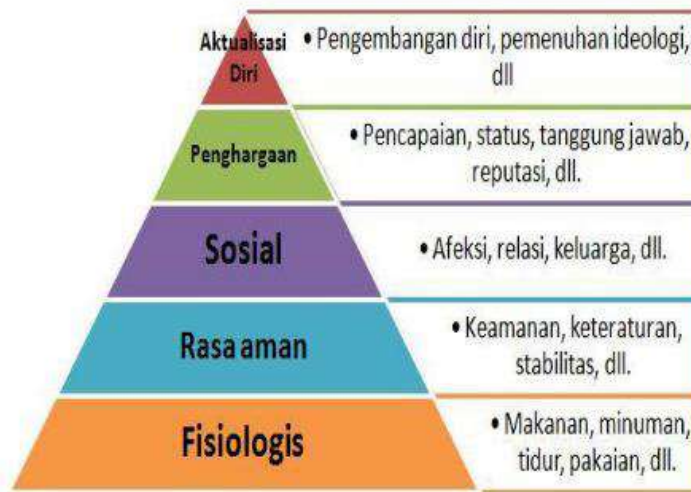 Aktualisasi
Diri
• Pengembangan diri, pemenuhan ideologi,
dll
Penghargaan
• Pencapaian, status, tanggung jawab,
reputasi, dll.
Sosial
• Afeksi, relasi, keluarga, dll.
Rasa aman
• Keamanan, keteraturan,
stabilitas, dll.
Fisiologis
• Makanan, minuman,
tidur, pakaian, dll.